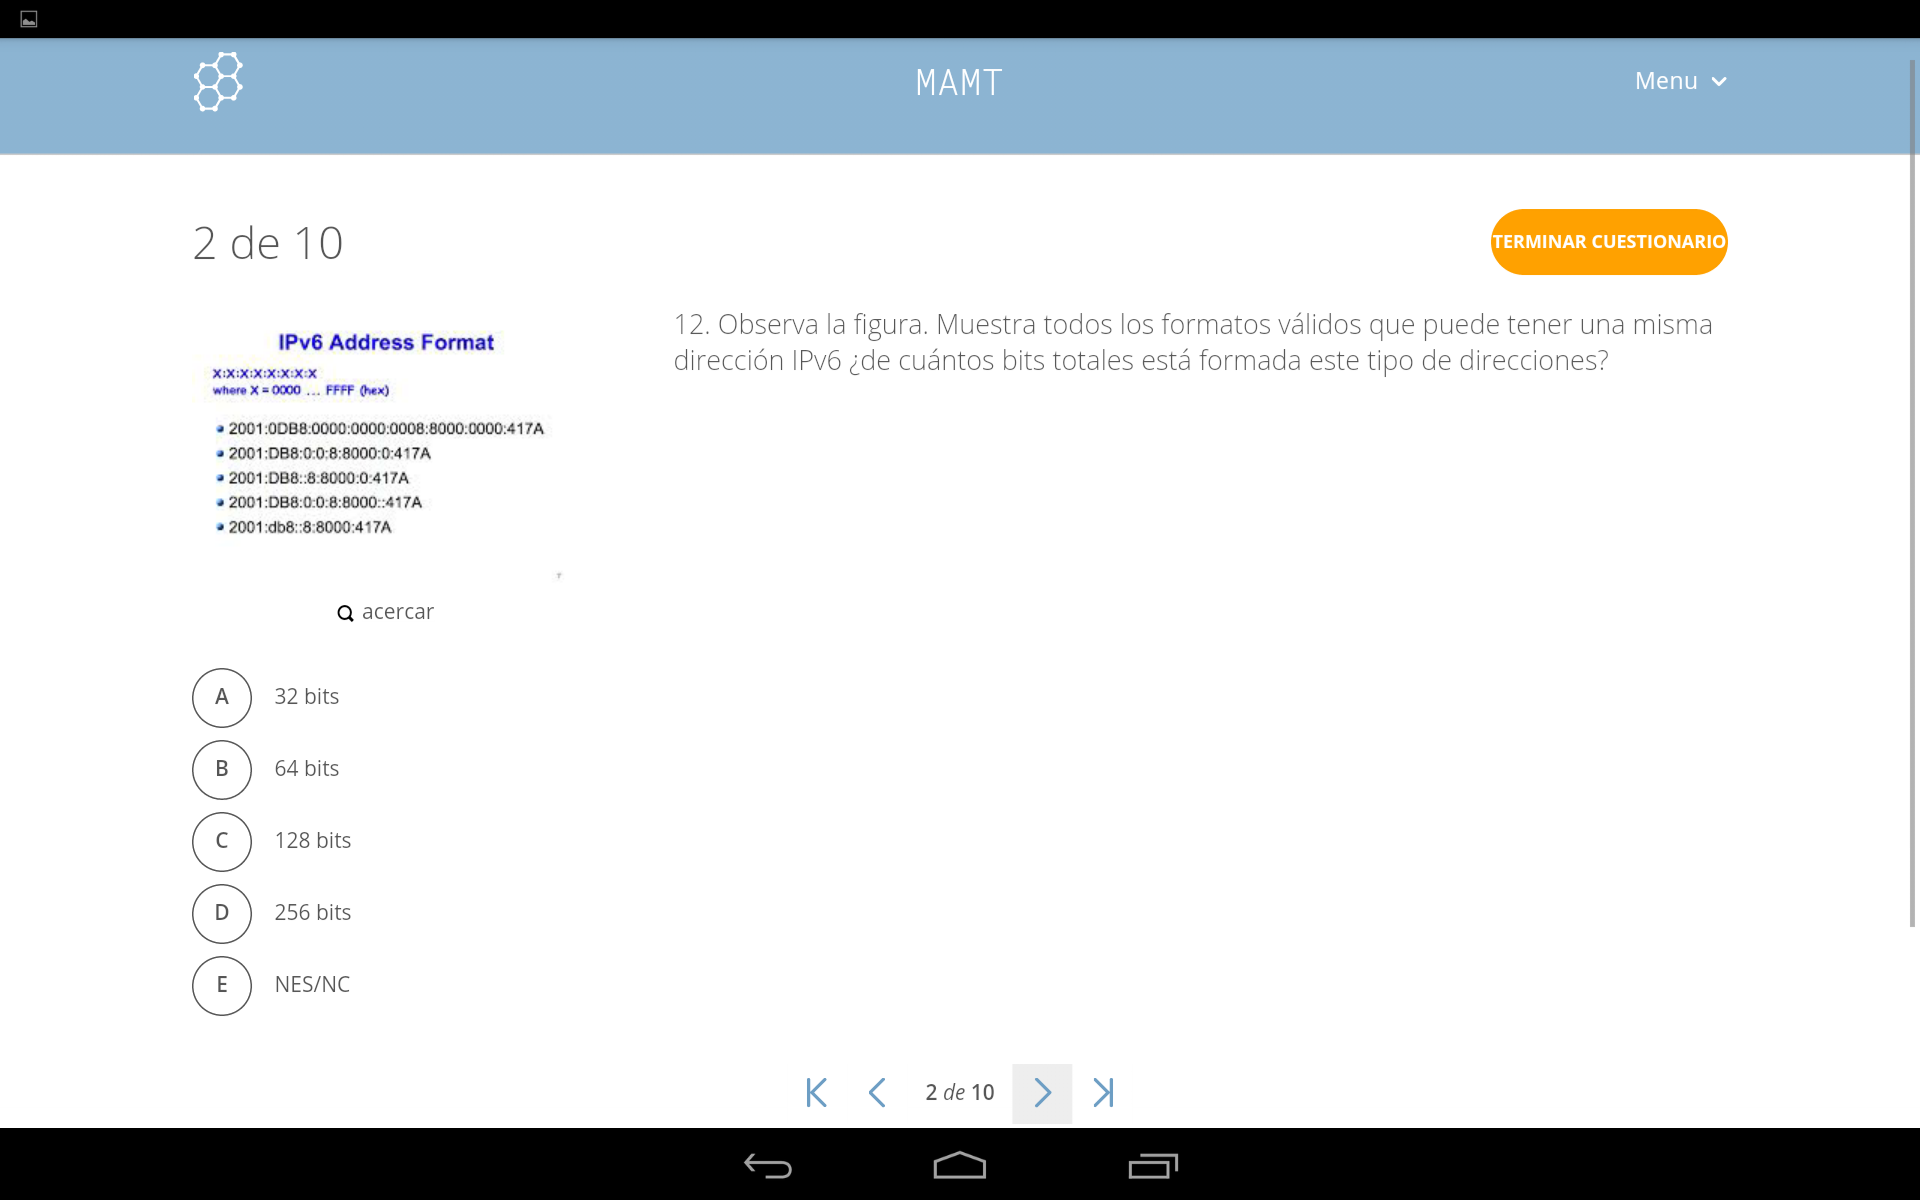 MAMT
Menu
2 de 10
TERMINAR CUESTIONARIO
12. Observa la figura. Muestra todos los formatos válidos que puede tener una misma
dirección IPv6 ¿de cuántos bits totales está formada este tipo de direcciones?
IPv6 Address Format
X:X:X:X:X:X:X:X
where X = 0000 ... FFFF (hex)
2001:0DB8:0000:0000:0008:8000:0000:417A
2001:DB8:0:0:8:8000:0:417A
2001:DB8::8:8000:0:417A
2001:DB8:0:0:8:8000::417A
2001:db8::8:8000:417A
acercar
A 32 bits
B 64 bits
C 128 bits
D 256 bits
E NES/NC
2 de 10